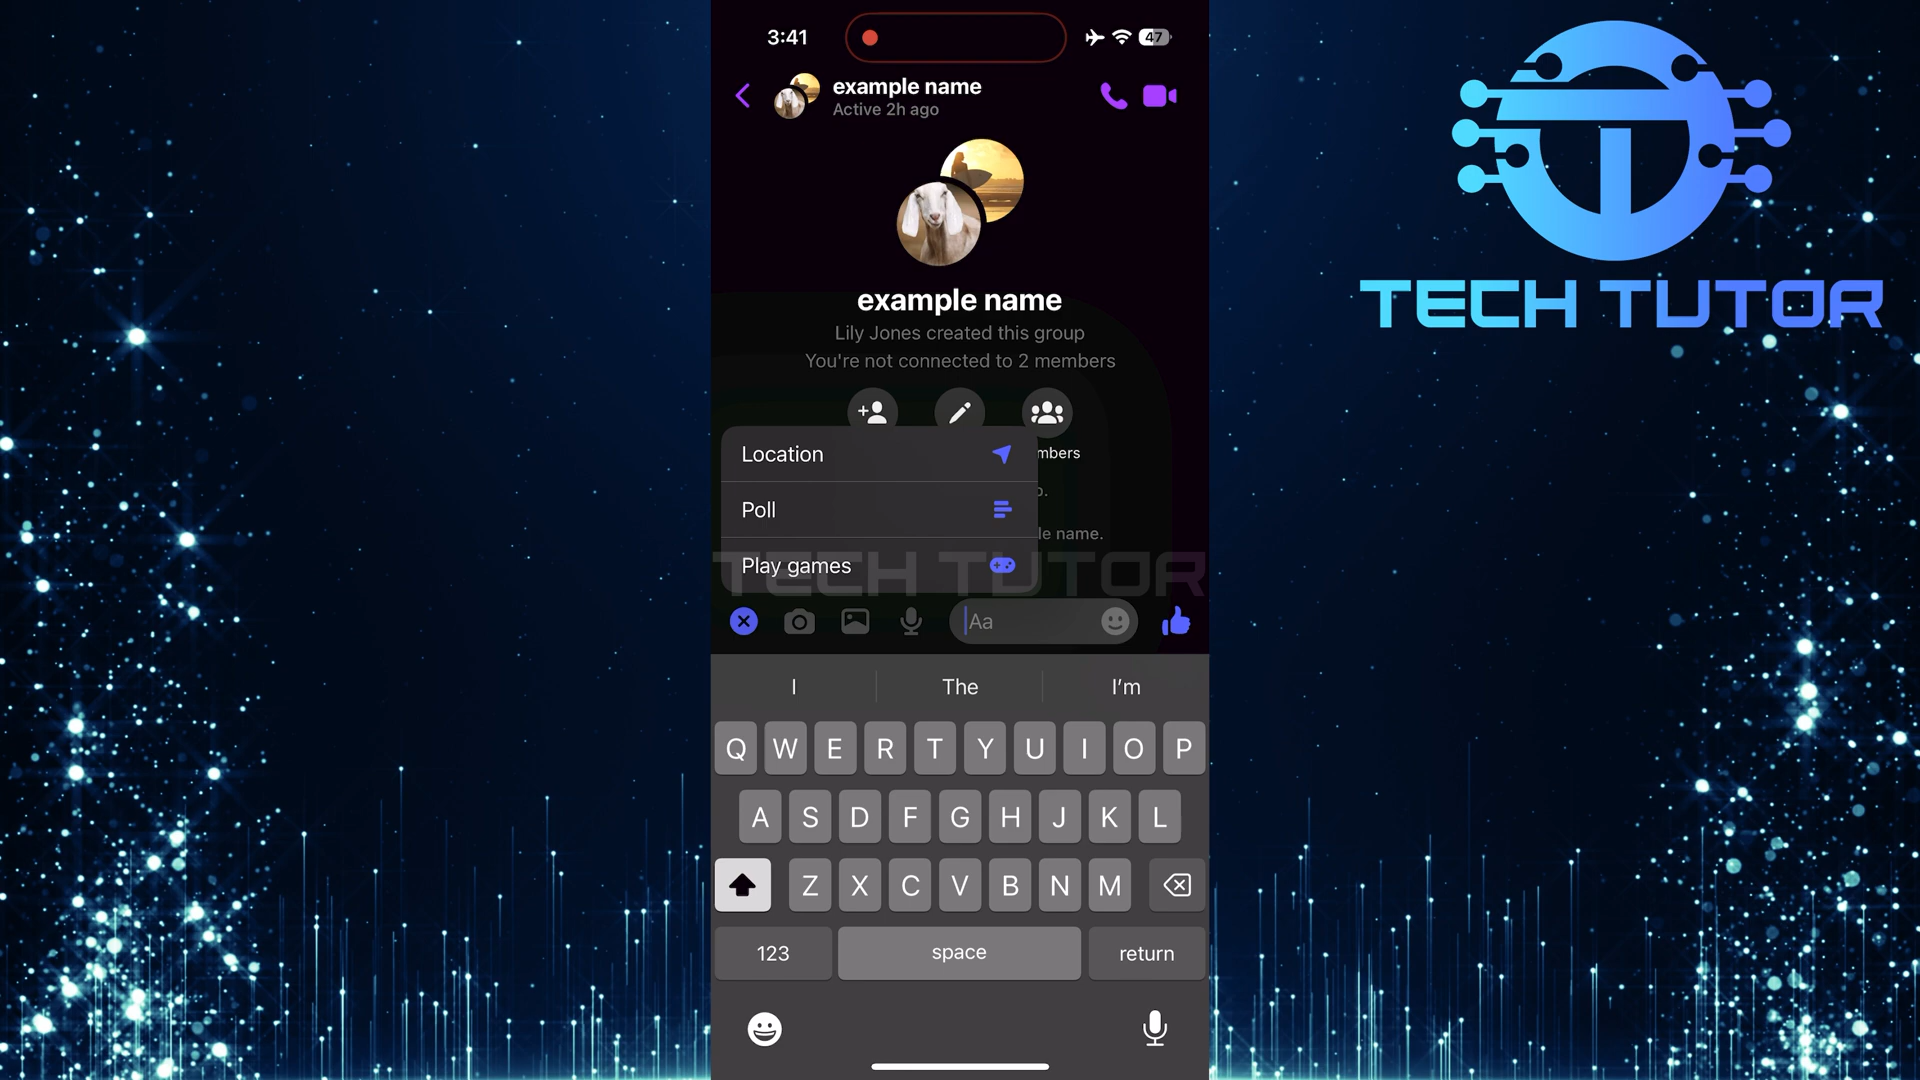 3:41
47
example name
Active 2h ago
TECH TUTOR
example name
Lily Jones created this group
You're not connected to 2 members
Location
mbers
Poll
le name.
Play games
TECH TUTOR
Aa
I
The
I'm
Q W E R T Y U I O P
A S D F G H J K L
Z X C V B N M
123
space
return